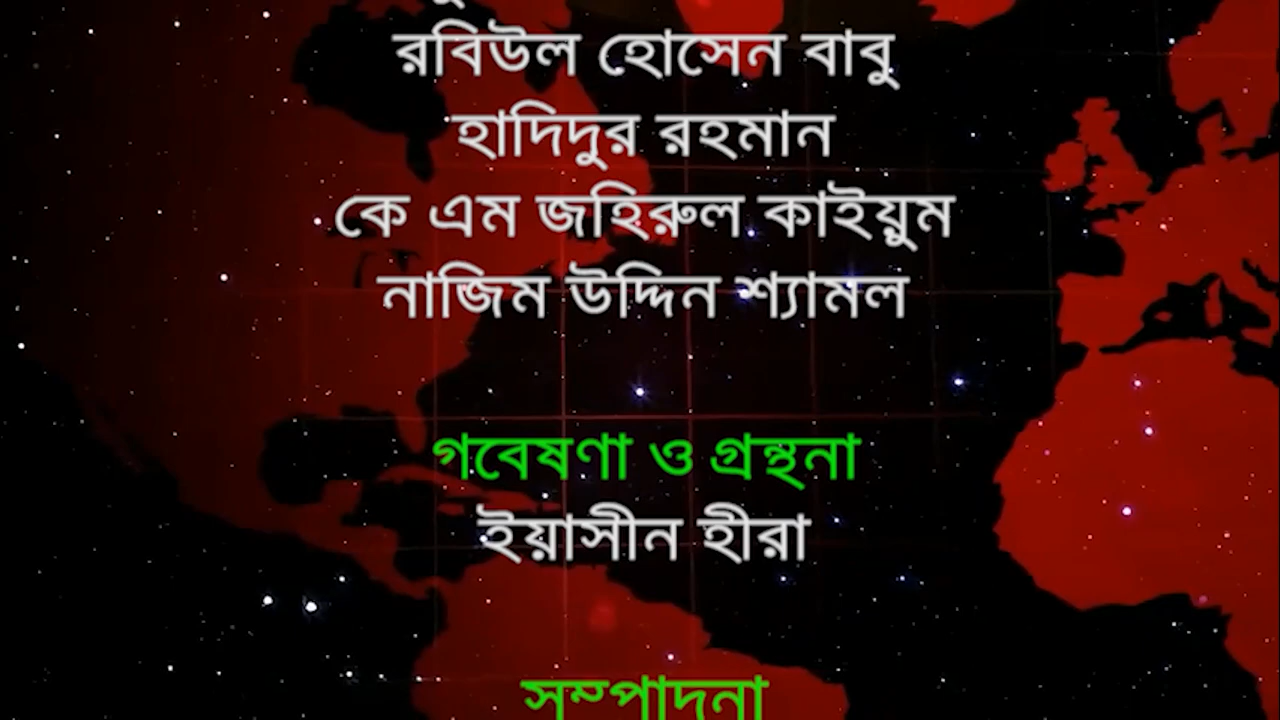 রবিউল হোসেন বাবু
হাদিদুর রহমান
কে এম জহিরুল কাইয়ুম
নাজিম উদ্দিন শ্যামল
গবেষণা ও গ্রন্থনা
ইয়াসীন হীরা
সম্পাদনা